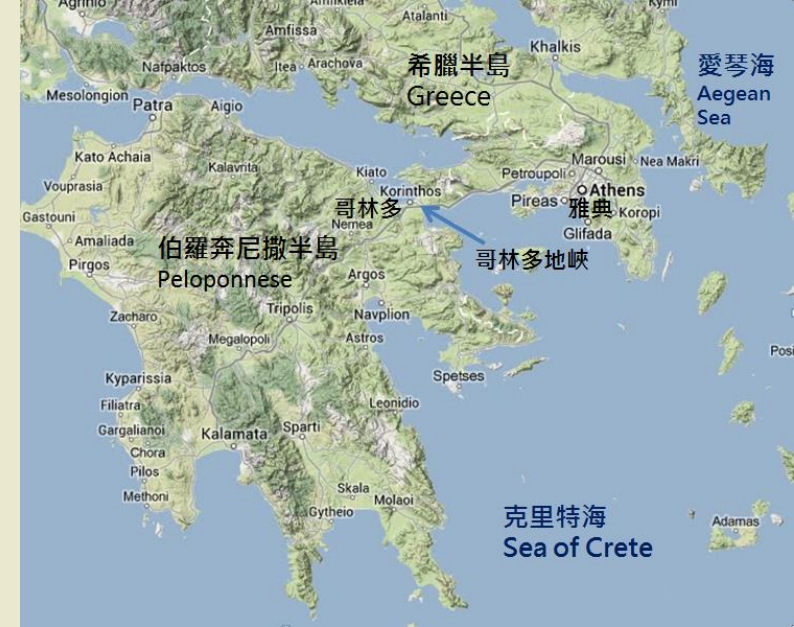 Agrinio
Amfikleia
Kymi
Atalanti
Amfissa
Khalkis
Nafpaktos
Itea
Arachova
希臘半島
Greece
愛琴海
Aegean
Sea
Mesolongion
Patra
Aigio
Kato Achaia
Kalavrita
Kiato
Petroupoli
Marousi
Nea Makri
Vouprasia
Korinthos
Athens
Pireas
雅典
Koropi
Gastouni
哥林多
Nemea
Glifada
Amaliada
伯羅奔尼撒半島
Peloponnese
哥林多地峽
Pirgos
Argos
Zacharo
Tripolis
Navplion
Megalopoli
Astros
Posi
Kyparissia
Spetses
Filiatra
Leonidio
Gargalianoi
Kalamata
Sparti
Chora
Pilos
Methoni
Skala
Molaoi
Gytheio
克里特海
Sea of Crete
Adamas